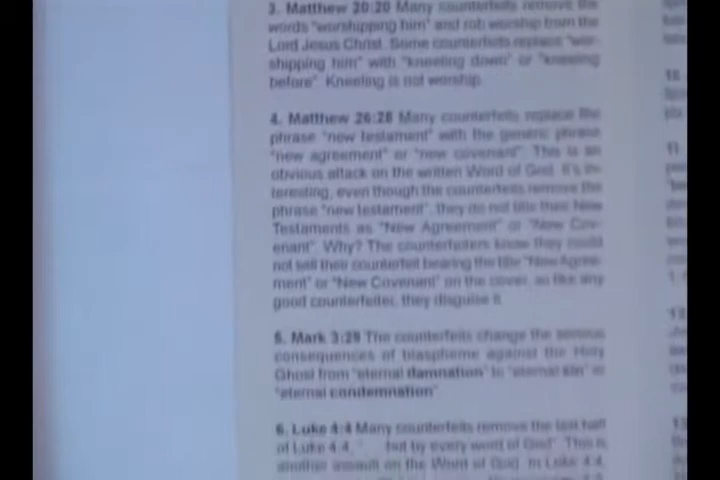 3. Matthew 20:20 Many counterfeits remove the
words "worshipping him" and rob worship from the
Lord Jesus Christ. Some counterfeits replace "wor-
shipping him" with "kneeling down" or "kneeling
before". Kneeling is not worship.
4. Matthew 26:28 Many counterfeits replace the
phrase "new testament" with the generic phrase
"new agreement" or "new covenant". This is an
obvious attack on the written Word of God. It's in-
teresting, even though the counterfeits remove the
phrase "new testament", they do not title their New
Testaments as "New Agreement" or "New Cov-
enant". Why? The counterfeiters know they could
not sell their counterfeit bearing the title "New Agree-
ment" or "New Covenant" on the cover, so like any
good counterfeiter, they disguise it.
5. Mark 3:29 The counterfeits change the serious
consequences of blaspheme against the Holy
Ghost from "eternal damnation" to "eternal sin" or
"eternal condemnation"
6. Luke 4:4 Many counterfeits remove the last half
of Luke 4:4, " but by every word of God". This is
another assault on the Word of God. In Luke 4:4,